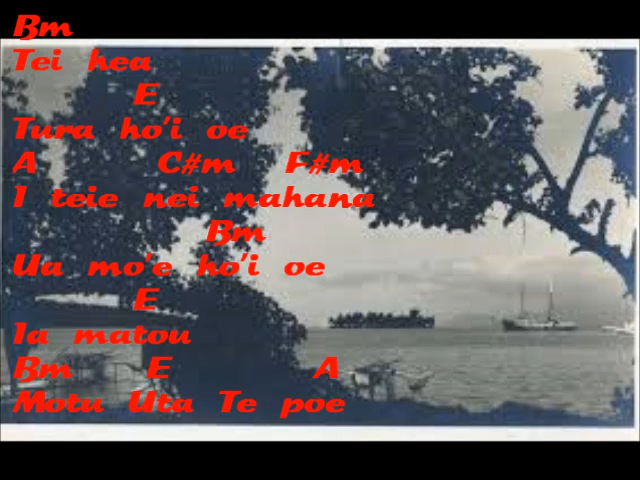 Bm
Tei hea
E
Tura ho'i oe
A C#m F#m
I teie nei mahana
Bm
Ua mo'e ho'i oe
E
Ia matou
Bm E A
Motu Uta Te poe